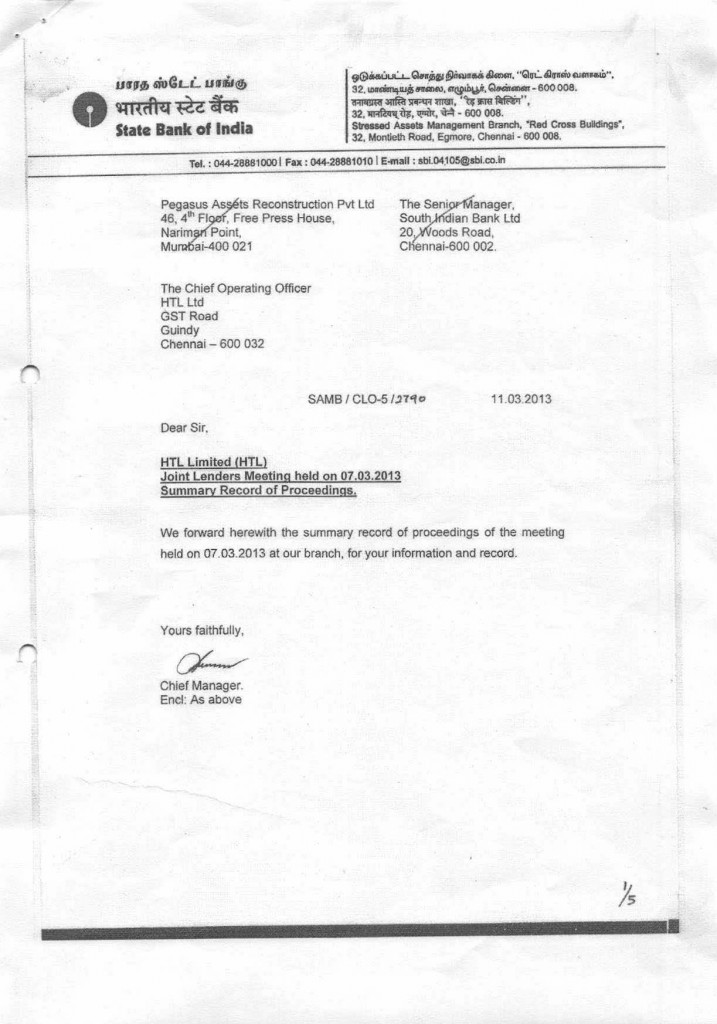 பாரத ஸ்டேட் பாங்கு
भारतीय स्टेट बैंक
State Bank of India
ஒடுக்கப்பட்ட சொத்து நிர்வாகக் கிளை, "ரெட் கிராஸ் வளாகம்",
32, மாண்டியத் சாலை, எழும்பூர், சென்னை - 600 008.
तनावग्रस्त आस्ति प्रबन्धन शाखा, "रेड क्रास बिल्डिंग",
32, मानटियथ् रोड, एग्मोर, चेन्नै - 600 008.
Stressed Assets Management Branch, "Red Cross Buildings",
32, Montieth Road, Egmore, Chennai - 600 008.
Tel. : 044-28881000 | Fax : 044-28881010 | E-mail : sbi.04105@sbi.co.in
Pegasus Assets Reconstruction Pvt Ltd
46, 4th Floor, Free Press House,
Nariman Point,
Mumbai-400 021
The Senior Manager,
South Indian Bank Ltd
20, Woods Road,
Chennai-600 002.
The Chief Operating Officer
HTL Ltd
GST Road
Guindy
Chennai – 600 032
SAMB / CLO-5 /2790 11.03.2013
Dear Sir,
HTL Limited (HTL)
Joint Lenders Meeting held on 07.03.2013
Summary Record of Proceedings.
We forward herewith the summary record of proceedings of the meeting
held on 07.03.2013 at our branch, for your information and record.
Yours faithfully,
Chief Manager.
Encl: As above
1/5